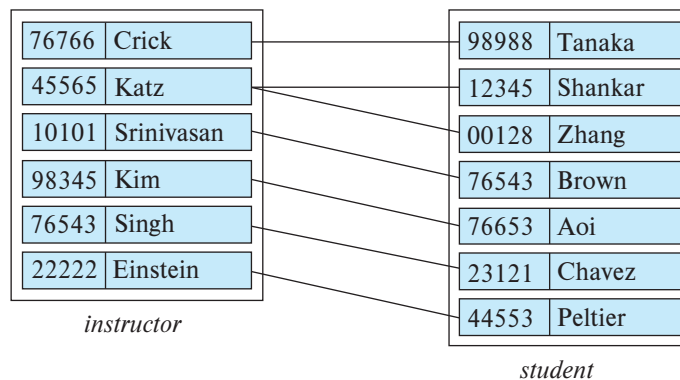 76766 Crick
45565 Katz
10101 Srinivasan
98345 Kim
76543 Singh
22222 Einstein
instructor
98988 Tanaka
12345 Shankar
00128 Zhang
76543 Brown
76653 Aoi
23121 Chavez
44553 Peltier
student